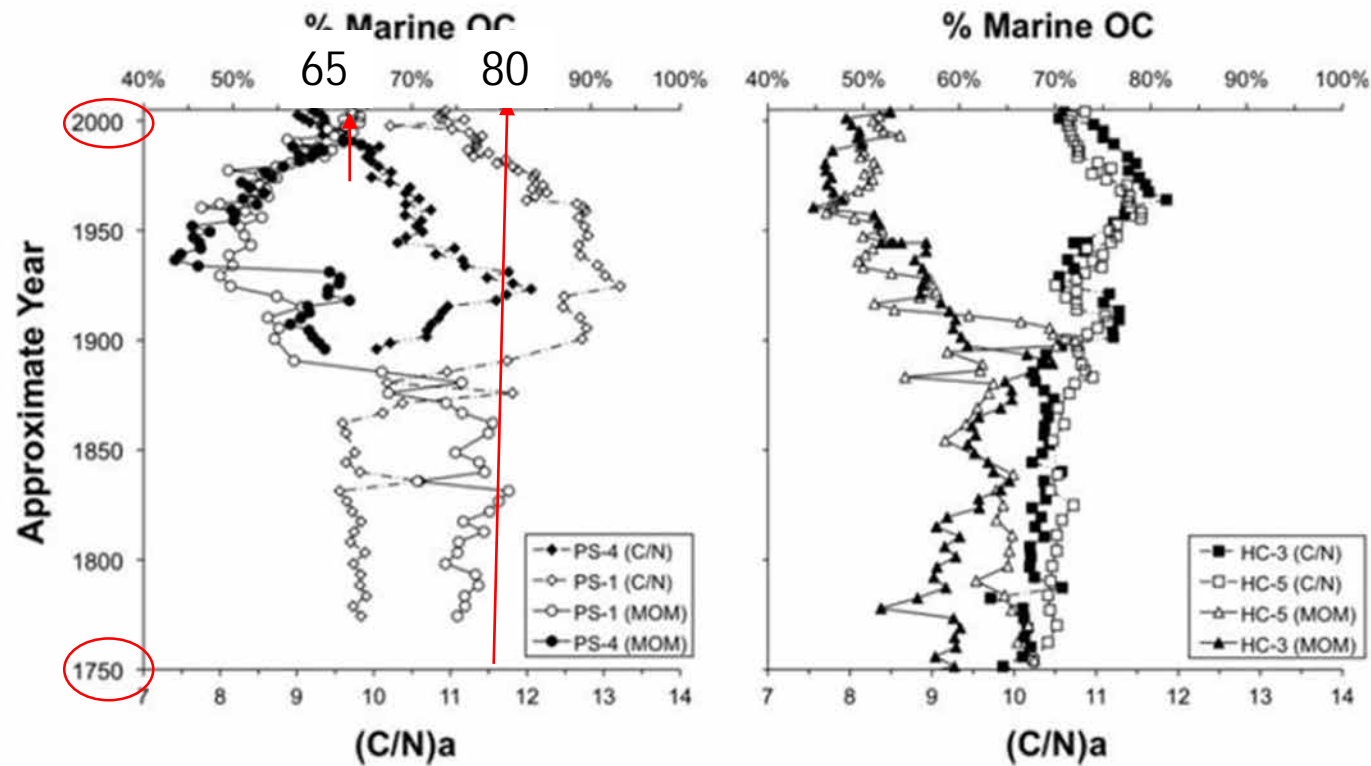 % Marine OC
40% 50% 65 70% 80 90% 100%
2000
1950
1900
1850
1800
1750
Approximate Year
PS-4 (C/N)
PS-1 (C/N)
PS-1 (MOM)
PS-4 (MOM)
7 8 9 10 11 12 13 14
(C/N)a
% Marine OC
40% 50% 60% 70% 80% 90% 100%
HC-3 (C/N)
HC-5 (C/N)
HC-5 (MOM)
HC-3 (MOM)
7 8 9 10 11 12 13 14
(C/N)a